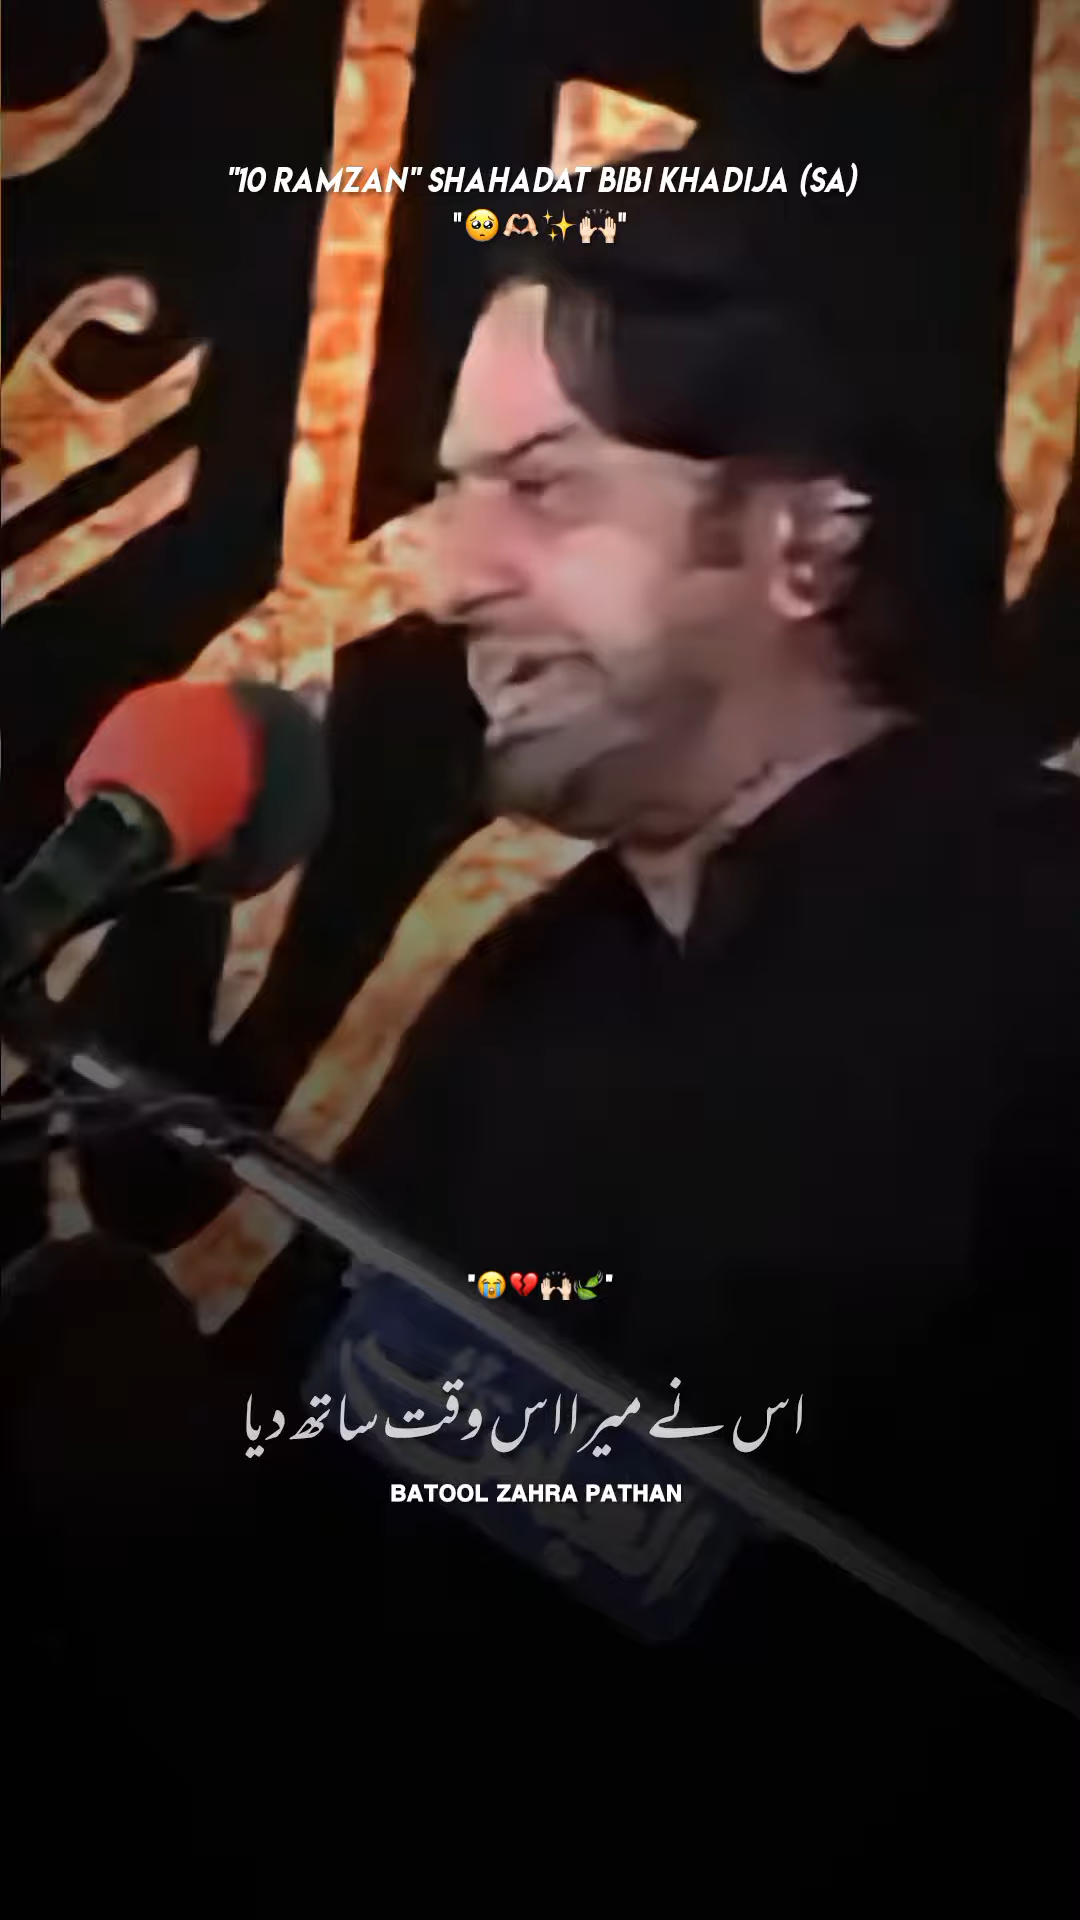 "10 RAMZAN" SHAHADAT BIBI KHADIJA (SA)
"🥺🫶🏻✨🙌🏻"
"😭💔🙌🏻🌿"
اس نے میرا اس وقت ساتھ دیا
BATOOL ZAHRA PATHAN